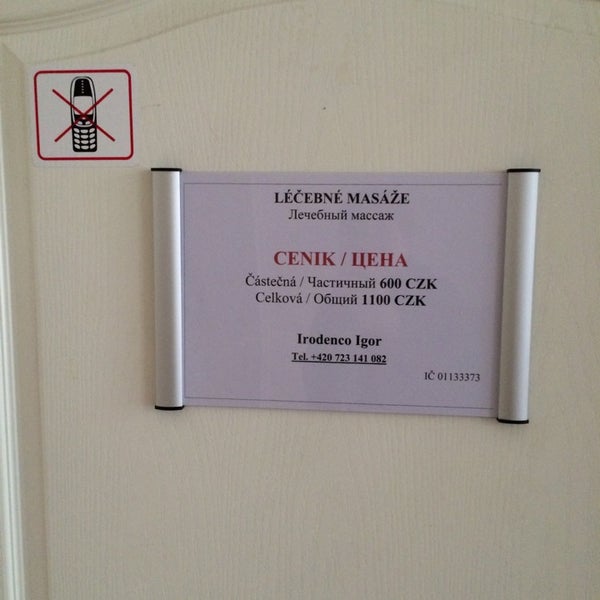 LÉČEBNÉ MASÁŽE
Лечебный массаж
CENIK / ЦЕНА
Částečná / Частичный 600 CZK
Celková / Общий 1100 CZK
Irodenco Igor
Tel. +420 723 141 082
IČ 01133373